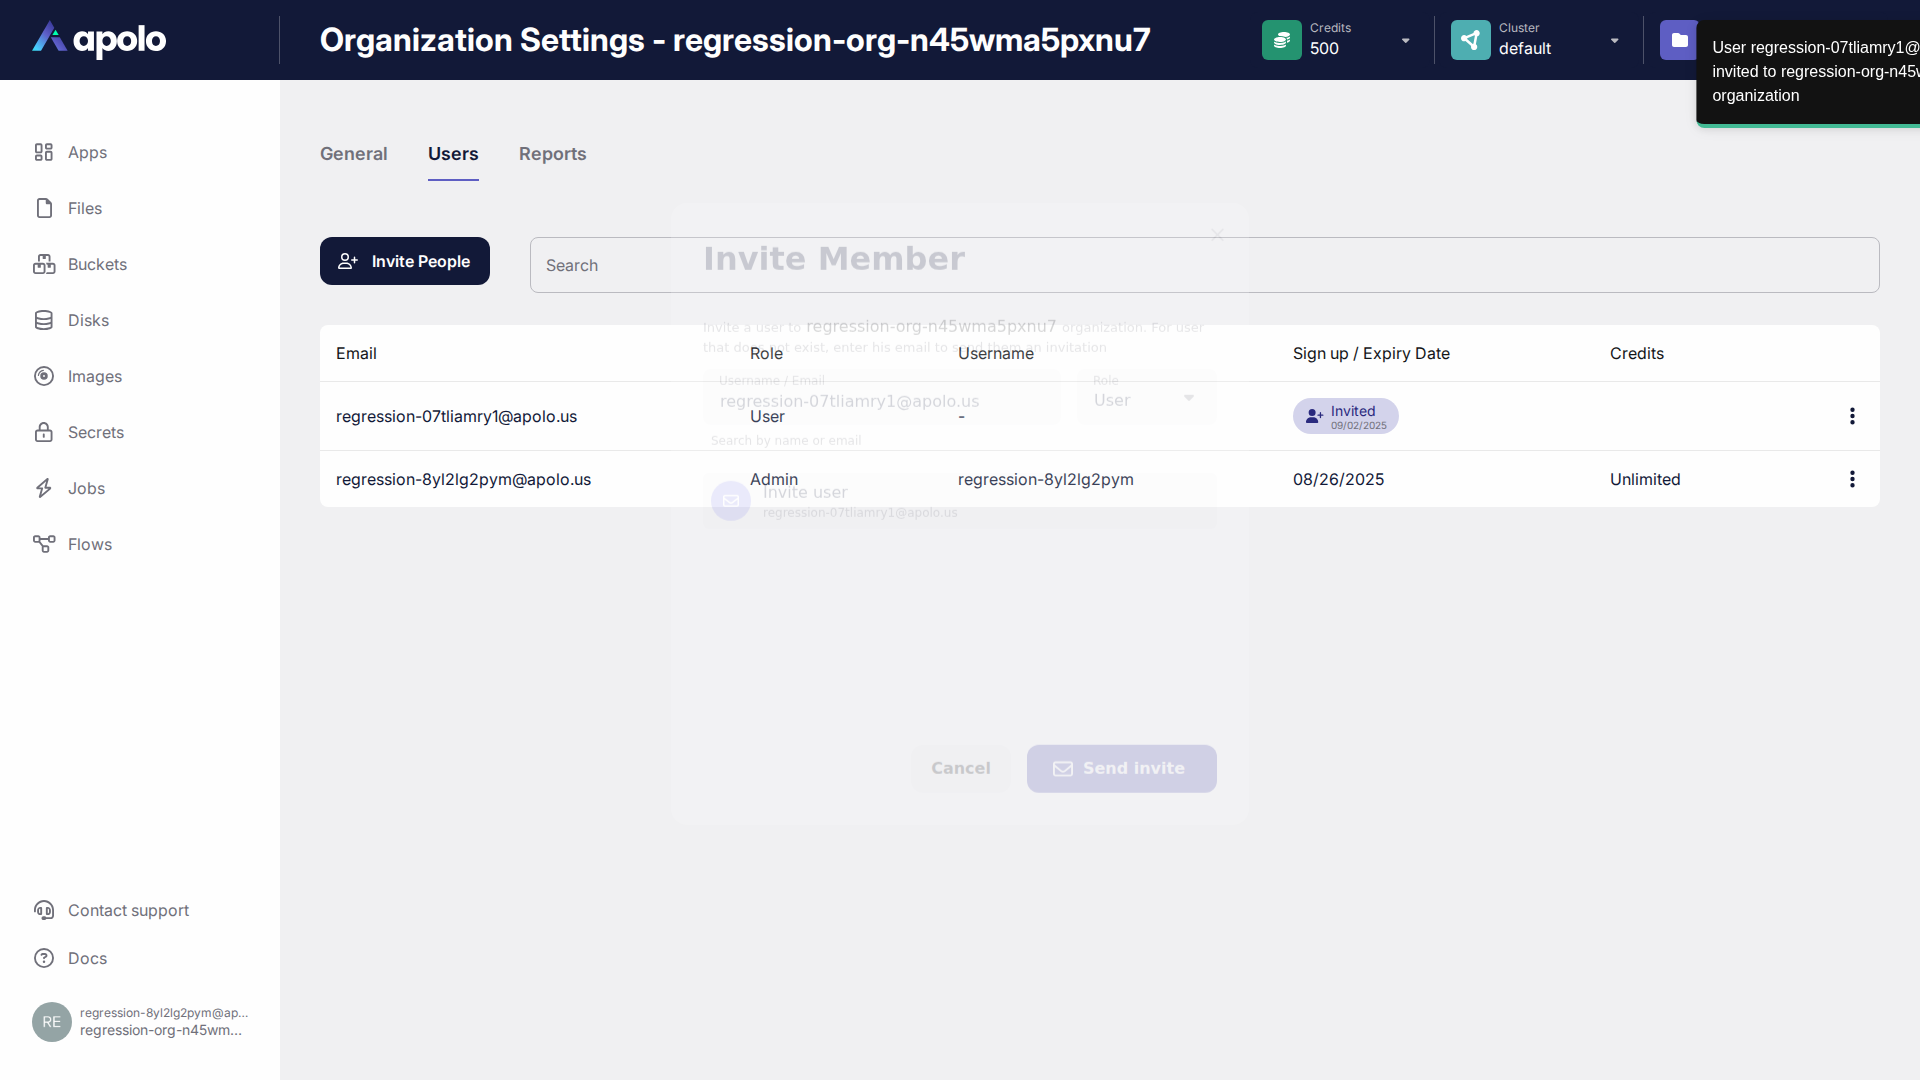 apolo
Organization Settings - regression-org-n45wma5pxnu7
Credits
500
Cluster
default
User regression-07tliamry1@
invited to regression-org-n45w
organization
Apps
Files
Buckets
Disks
Images
Secrets
Jobs
Flows
Contact support
Docs
RE
regression-8yl2lg2pym@ap...
regression-org-n45wm...
General
Users
Reports
Invite People
Search
Email
Role
Username
Sign up / Expiry Date
Credits
regression-07tliamry1@apolo.us
User
-
Invited
09/02/2025
regression-8yl2lg2pym@apolo.us
Admin
regression-8yl2lg2pym
08/26/2025
Unlimited
Invite Member
Invite a user to regression-org-n45wma5pxnu7 organization. For user
that does not exist, enter his email to send them an invitation
Username / Email
regression-07tliamry1@apolo.us
Role
User
Search by name or email
Invite user
regression-07tliamry1@apolo.us
Cancel
Send invite